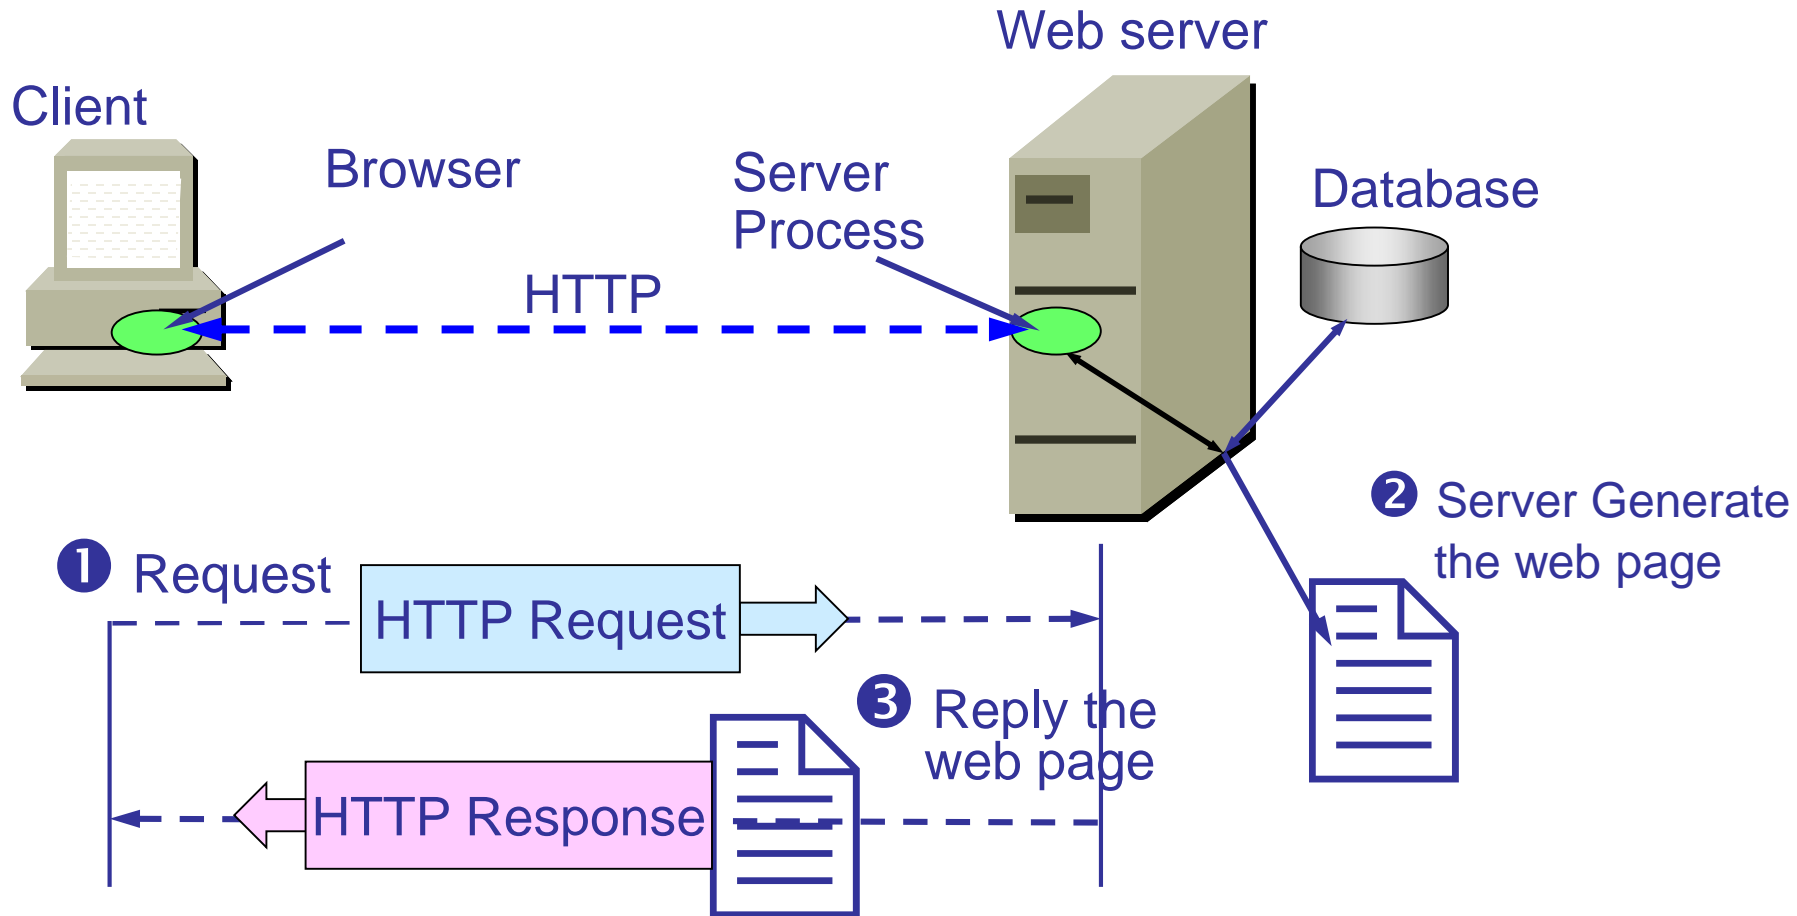 Web server
Client
Browser
Server
Process
Database
HTTP
❷ Server Generate
the web page
❶ Request
HTTP Request
❸ Reply the
web page
HTTP Response